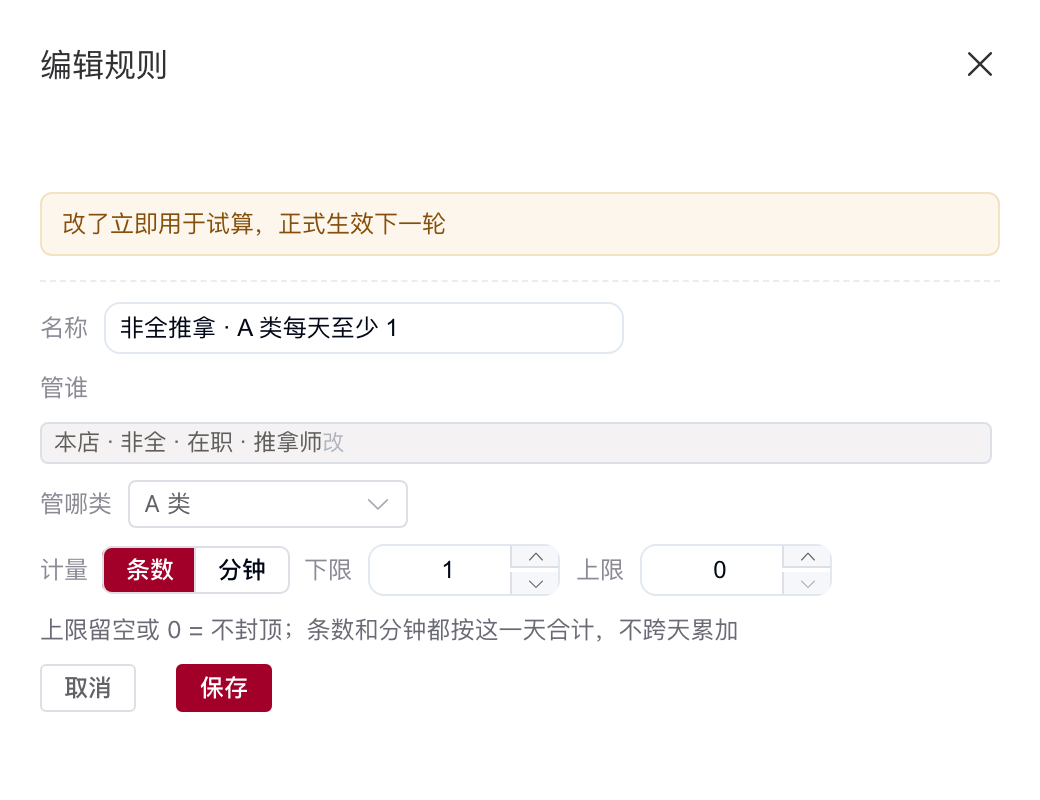 编辑规则
改了立即用于试算，正式生效下一轮
名称 非全推拿 · A 类每天至少 1
管谁
本店 · 非全 · 在职 · 推拿师改
管哪类 A 类
计量 条数 分钟 下限 1 上限 0
上限留空或 0 = 不封顶；条数和分钟都按这一天合计，不跨天累加
取消 保存